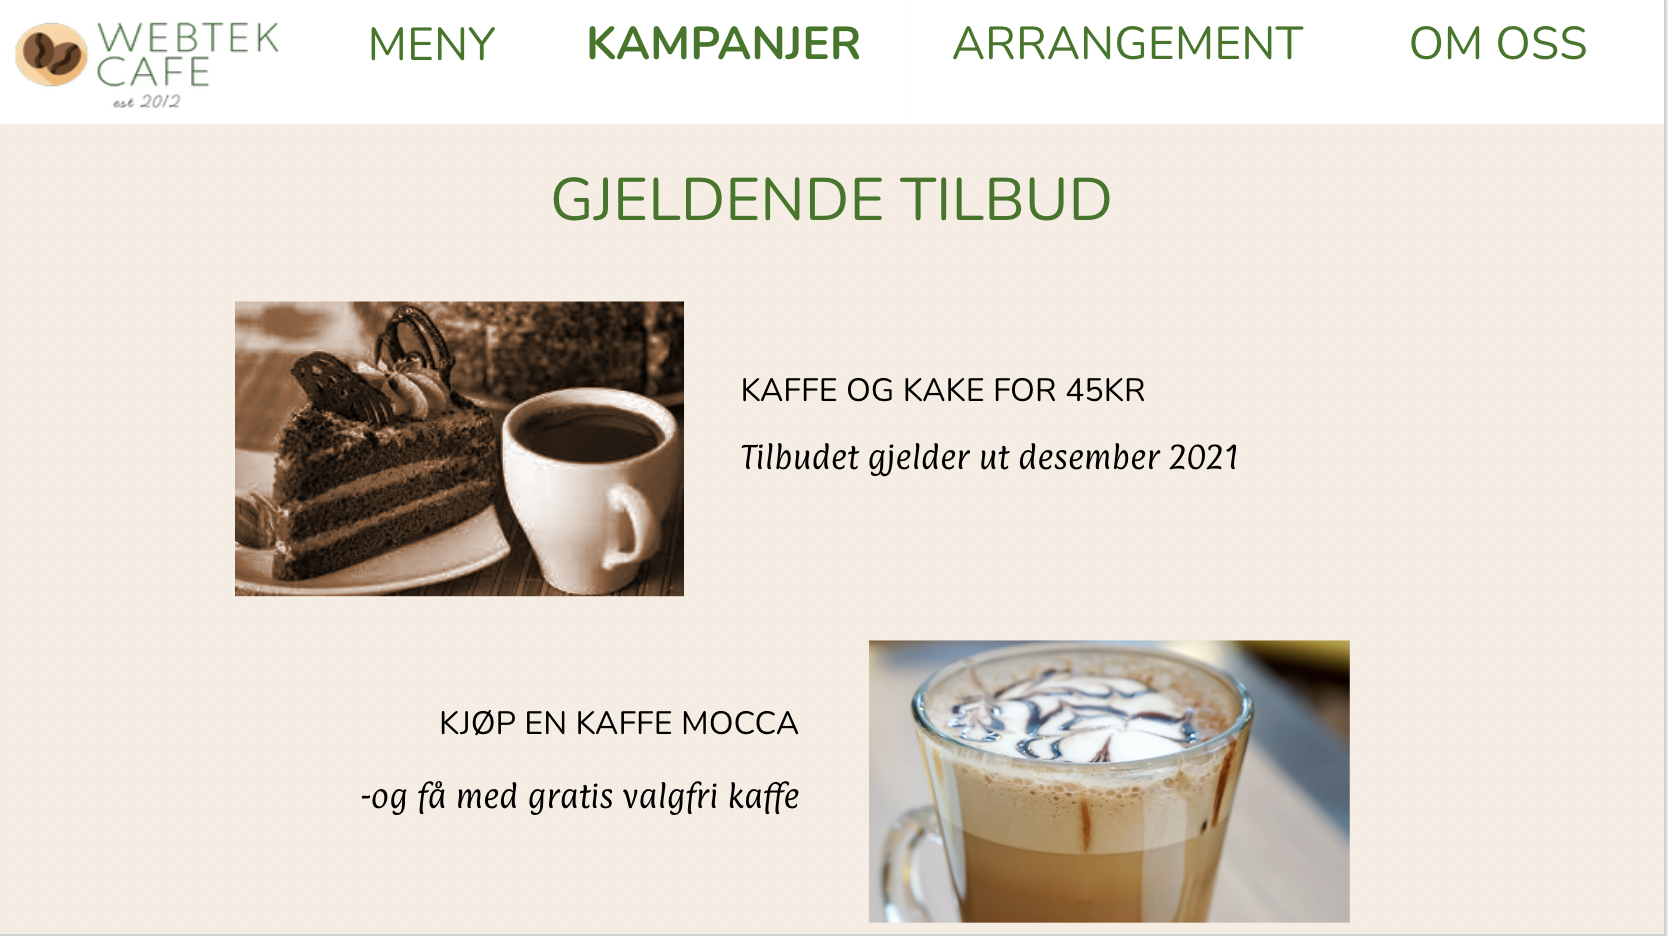 WEBTEK
CAFE
est 2012
MENY
KAMPANJER
ARRANGEMENT
OM OSS
GJELDENDE TILBUD
KAFFE OG KAKE FOR 45KR
Tilbudet gjelder ut desember 2021
KJØP EN KAFFE MOCCA
-og få med gratis valgfri kaffe